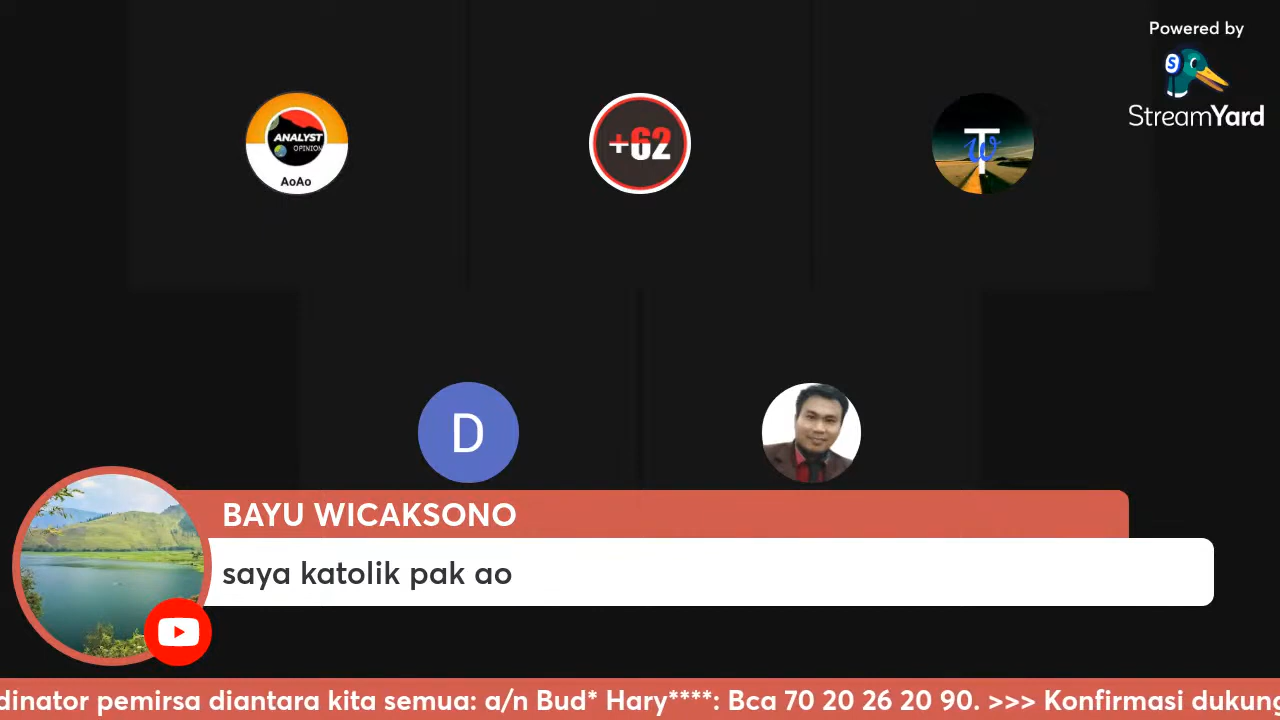 Powered by
StreamYard
ANALYST
OPINION
AoAo
+62
T
w
D
BAYU WICAKSONO
saya katolik pak ao
dinator pemirsa diantara kita semua: a/n Bud* Hary****: Bca 70 20 26 20 90. >>> Konfirmasi dukung